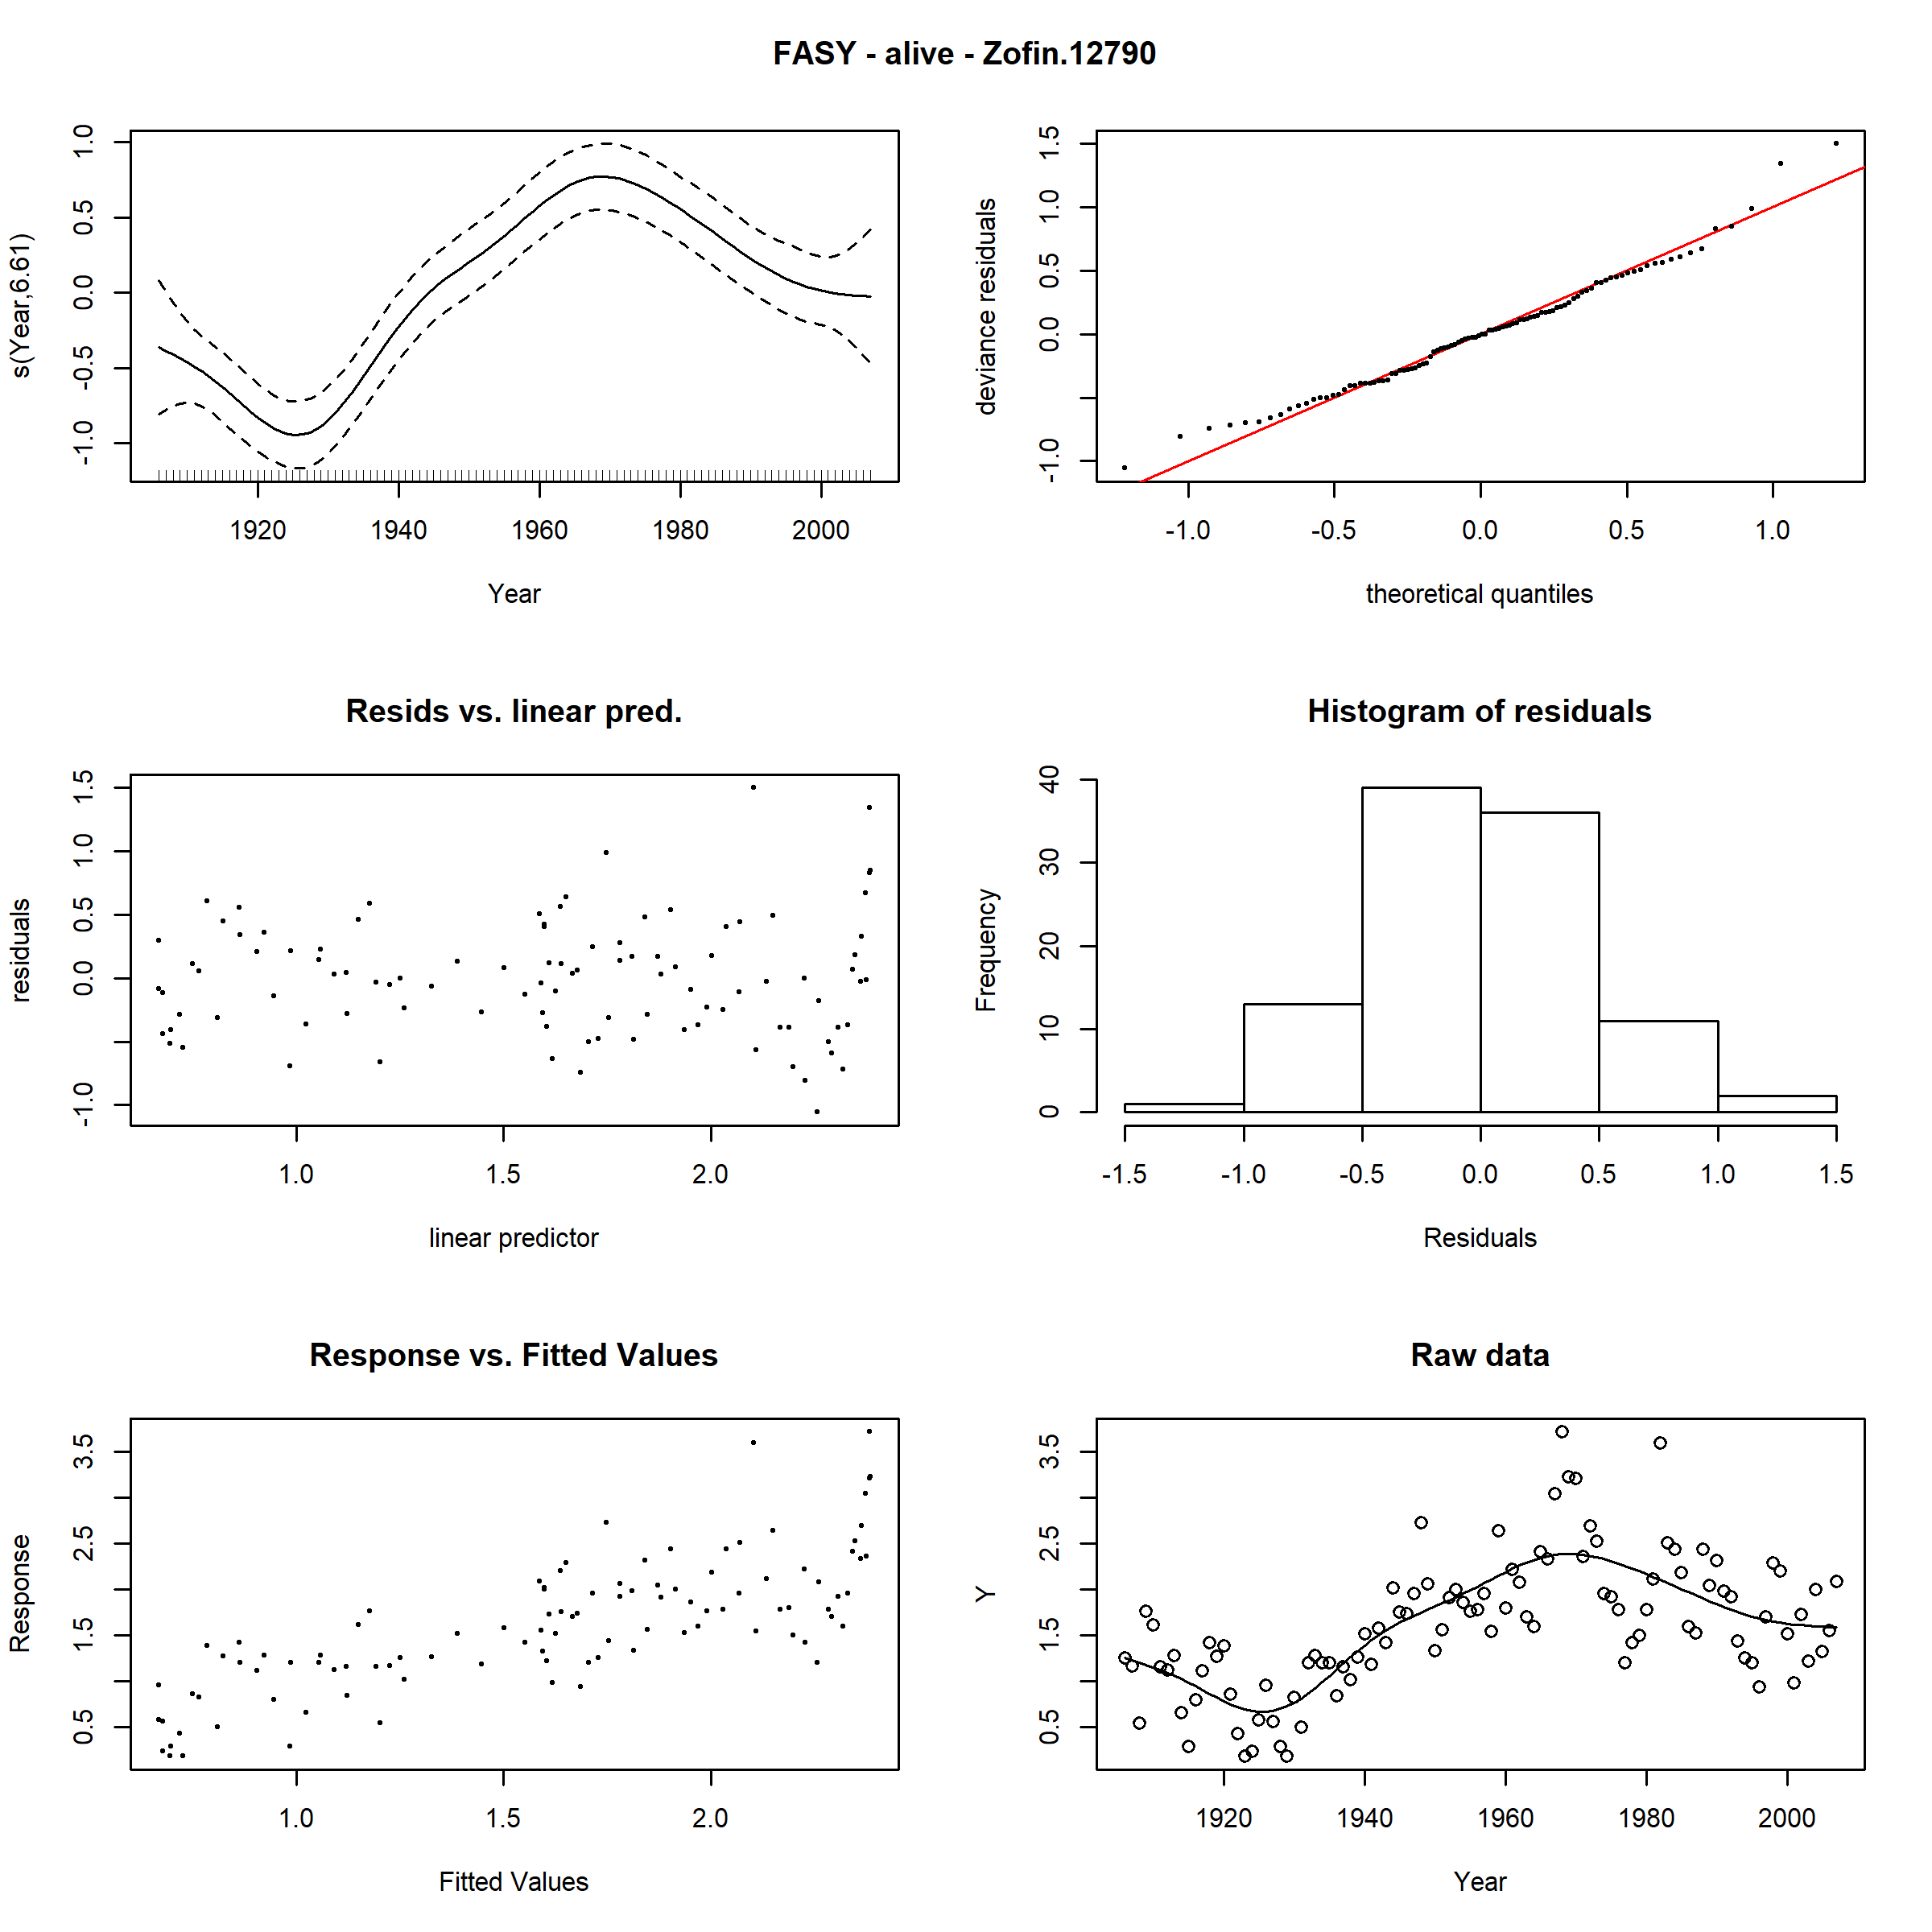 FASY - alive - Zofin.12790
s(Year,6.61)
-1.0 -0.5 0.0 0.5 1.0
1920 1940 1960 1980 2000
Year
deviance residuals
-1.0 0.0 0.5 1.0 1.5
-1.0 -0.5 0.0 0.5 1.0
theoretical quantiles
Resids vs. linear pred.
residuals
-1.0 0.0 0.5 1.0 1.5
1.0 1.5 2.0
linear predictor
Histogram of residuals
Frequency
0 10 20 30 40
-1.5 -1.0 -0.5 0.0 0.5 1.0 1.5
Residuals
Response vs. Fitted Values
Response
0.5 1.5 2.5 3.5
1.0 1.5 2.0
Fitted Values
Raw data
Y
0.5 1.5 2.5 3.5
1920 1940 1960 1980 2000
Year